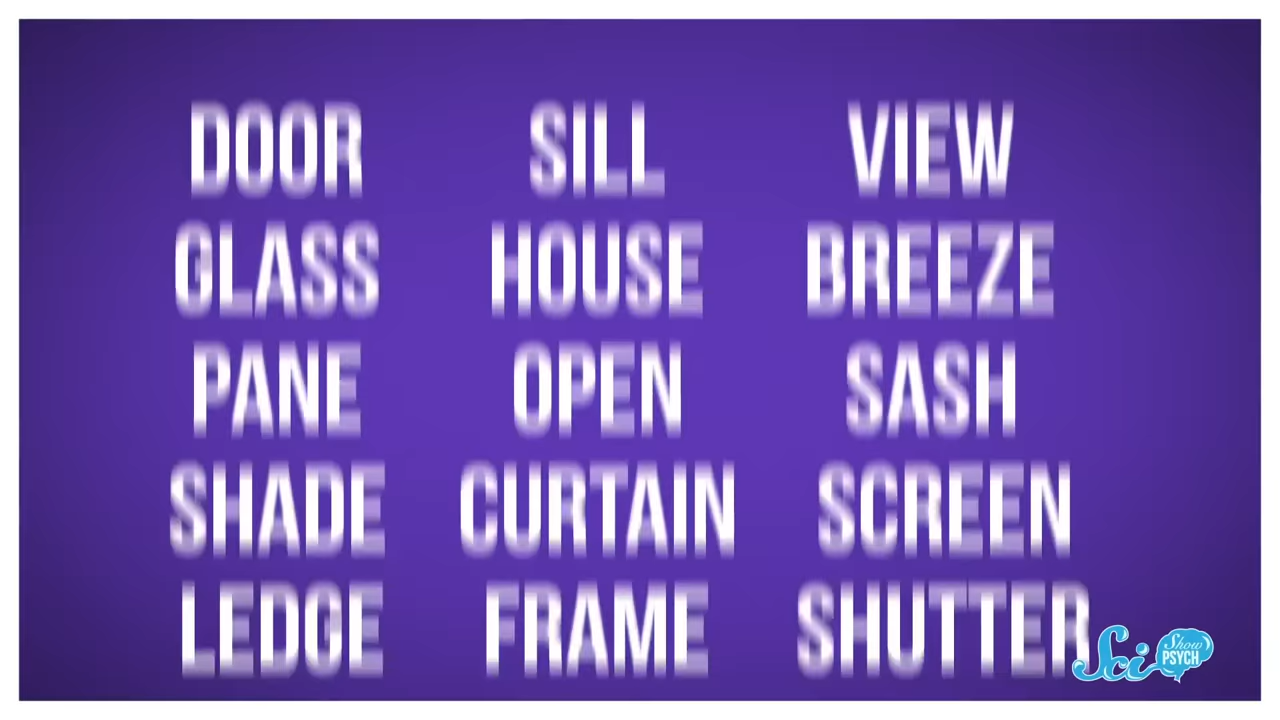 DOOR SILL VIEW
GLASS HOUSE BREEZE
PANE OPEN SASH
SHADE CURTAIN SCREEN
LEDGE FRAME SHUTTER
Sci Show PSYCH